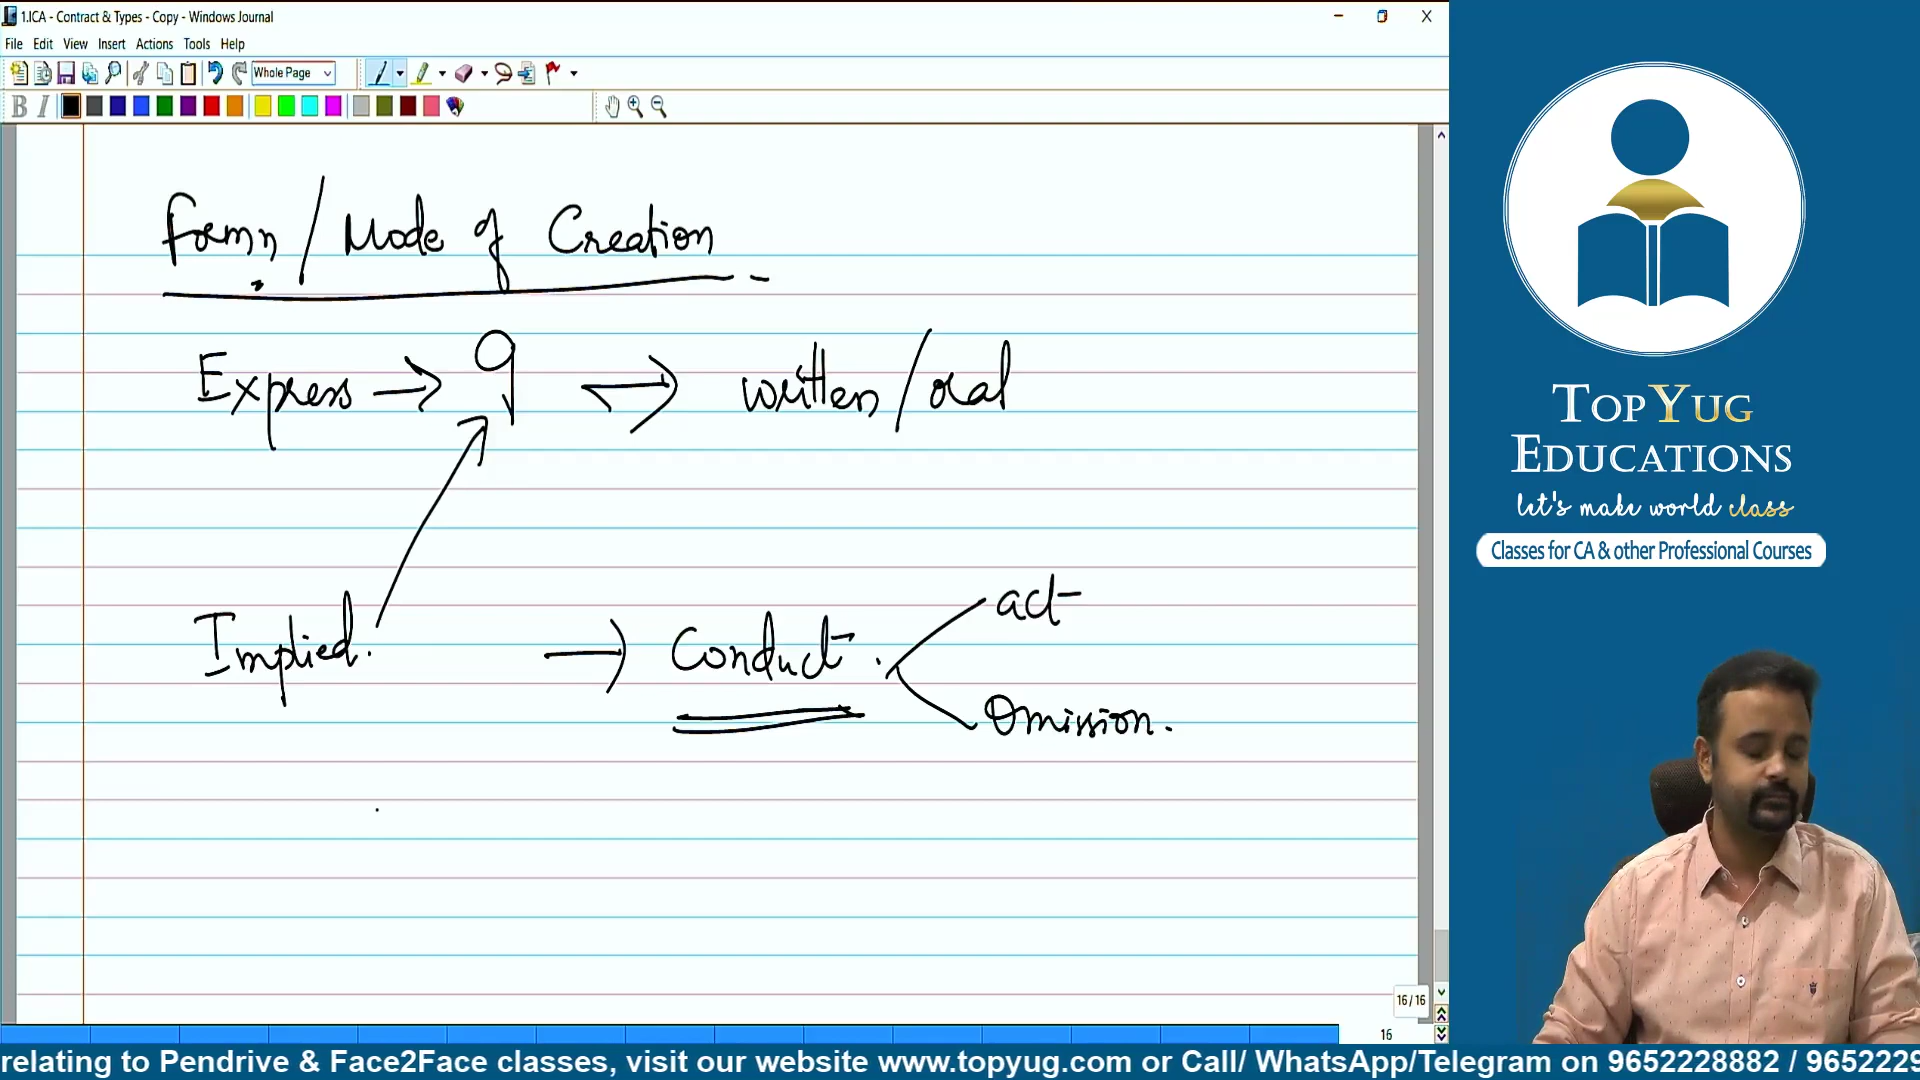 1.ICA - Contract & Types - Copy - Windows Journal
File Edit View Insert Actions Tools Help
Whole Page
B I
Formn / Mode of Creation
Express → 9 ⇒ written / oral
Implied. → Conduct.
act
Omission.
16 / 16
16
TOPYUG
EDUCATIONS
let's make world class
Classes for CA & other Professional Courses
relating to Pendrive & Face2Face classes, visit our website www.topyug.com or Call/ WhatsApp/Telegram on 9652228882 / 965222